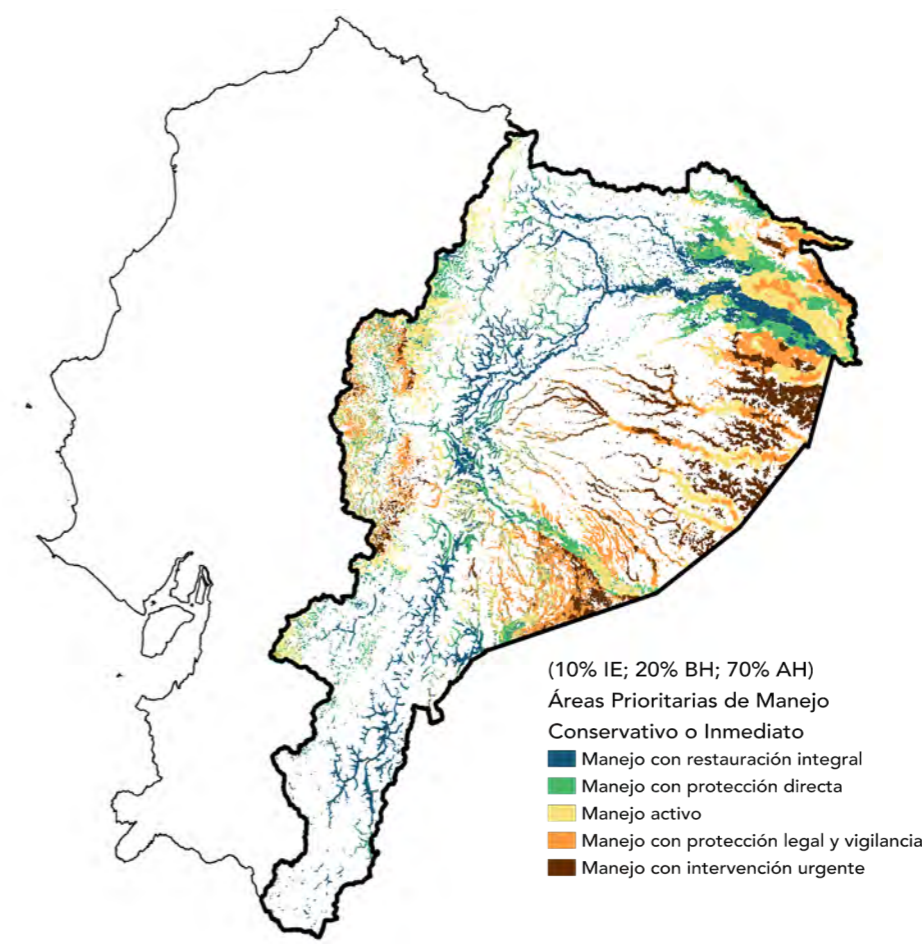 (10% IE; 20% BH; 70% AH)
Áreas Prioritarias de Manejo
Conservativo o Inmediato
Manejo con restauración integral
Manejo con protección directa
Manejo activo
Manejo con protección legal y vigilancia
Manejo con intervención urgente